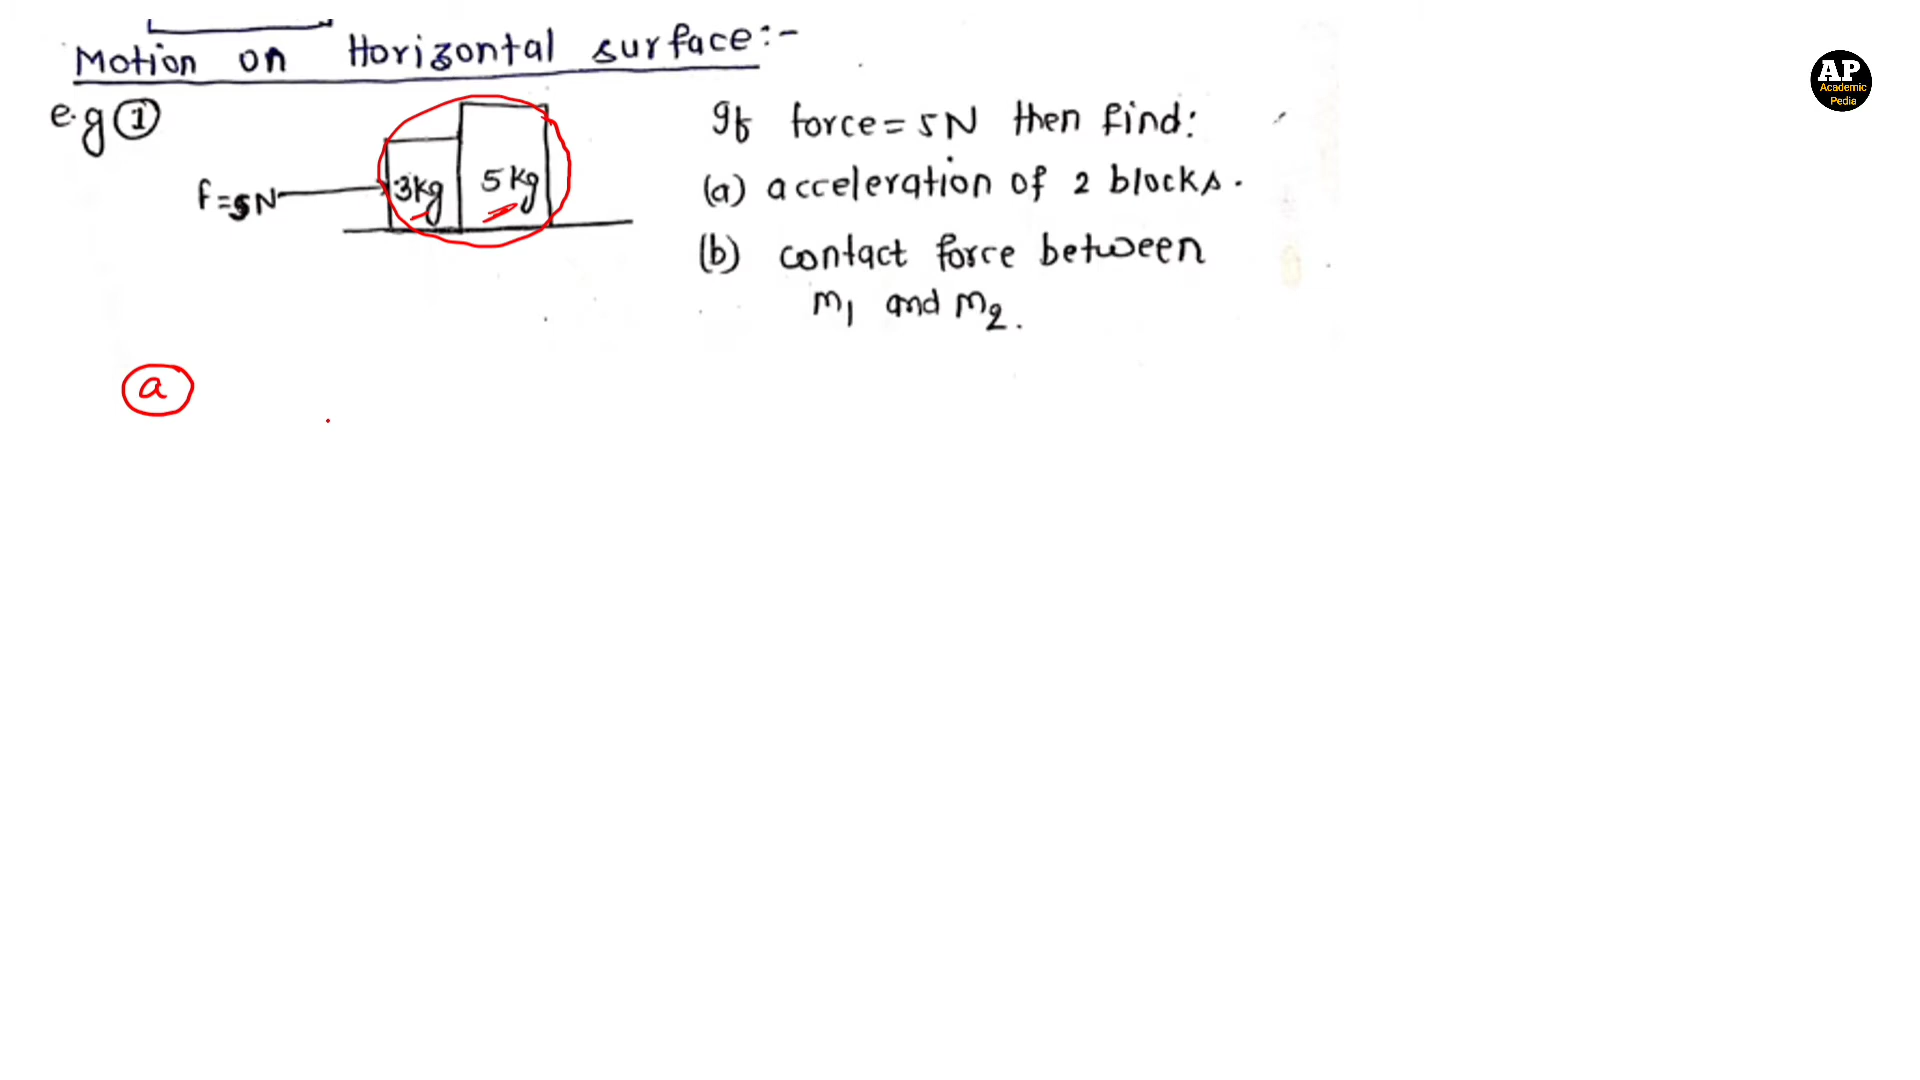 Motion on Horizontal surface:-
e.g ①
If force = 5N then find:
F=5N
3kg
5kg
(a) acceleration of 2 blocks.
(b) contact force between
m₁ and m₂.
a
AP
Academic
Pedia